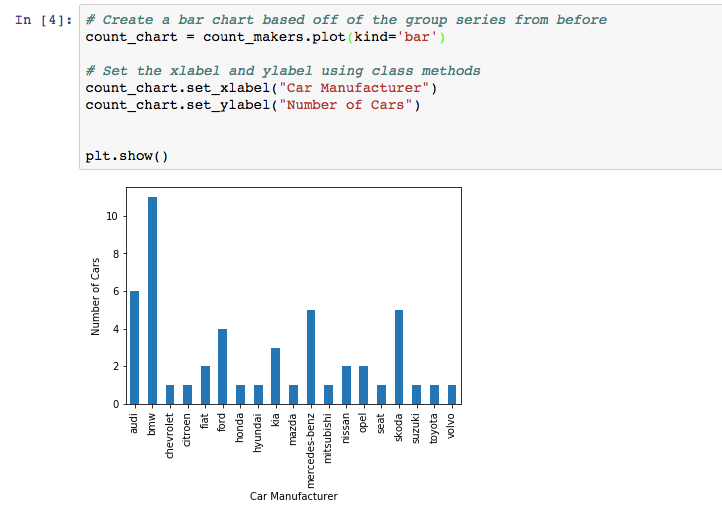 In [4]: # Create a bar chart based off of the group series from before
count_chart = count_makers.plot(kind='bar')
# Set the xlabel and ylabel using class methods
count_chart.set_xlabel("Car Manufacturer")
count_chart.set_ylabel("Number of Cars")
plt.show()
10
8
6
4
2
0
Number of Cars
audi
bmw
chevrolet
citroen
fiat
ford
honda
hyundai
kia
mazda
mercedes-benz
mitsubishi
nissan
opel
seat
skoda
suzuki
toyota
volvo
Car Manufacturer